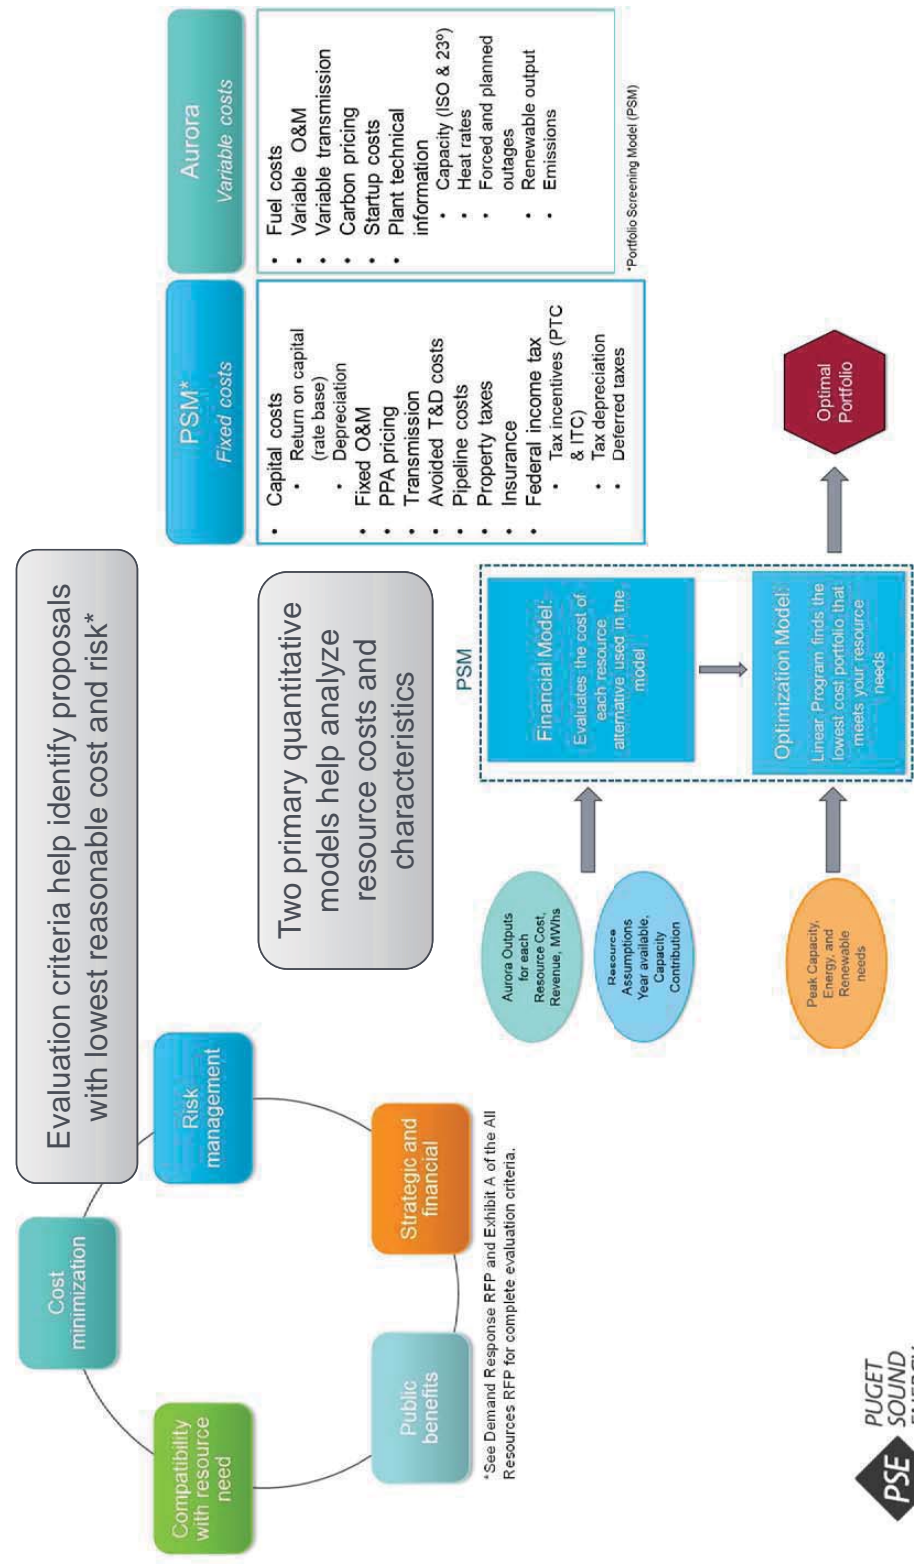 Evaluation criteria help identify proposals
with lowest reasonable cost and risk*
Cost
minimization
Risk
management
Strategic and
financial
Public
benefits
Compatibility
with resource
need
*See Demand Response RFP and Exhibit A of the All
Resources RFP for complete evaluation criteria.
Two primary quantitative
models help analyze
resource costs and
characteristics
PSM*
Fixed costs
• Capital costs
• Return on capital
(rate base)
• Depreciation
• Fixed O&M
• PPA pricing
• Transmission
• Avoided T&D costs
• Pipeline costs
• Property taxes
• Insurance
• Federal income tax
• Tax incentives (PTC
& ITC)
• Tax depreciation
• Deferred taxes
Aurora
Variable costs
• Fuel costs
• Variable O&M
• Variable transmission
• Carbon pricing
• Startup costs
• Plant technical
information
• Capacity (ISO & 23º)
• Heat rates
• Forced and planned
outages
• Renewable output
• Emissions
*Portfolio Screening Model (PSM)
Aurora Outputs
for each
Resource Cost,
Revenue, MWhs
Resource
Assumptions
Year available,
Capacity
Contribution
Peak Capacity,
Energy, and
Renewable
needs
PSM
Financial Model:
Evaluates the cost of
each resource
alternative used in the
model
Optimization Model:
Linear Program finds the
lowest cost portfolio that
meets your resource
needs
Optimal
Portfolio
PSE
PUGET
SOUND
ENERGY